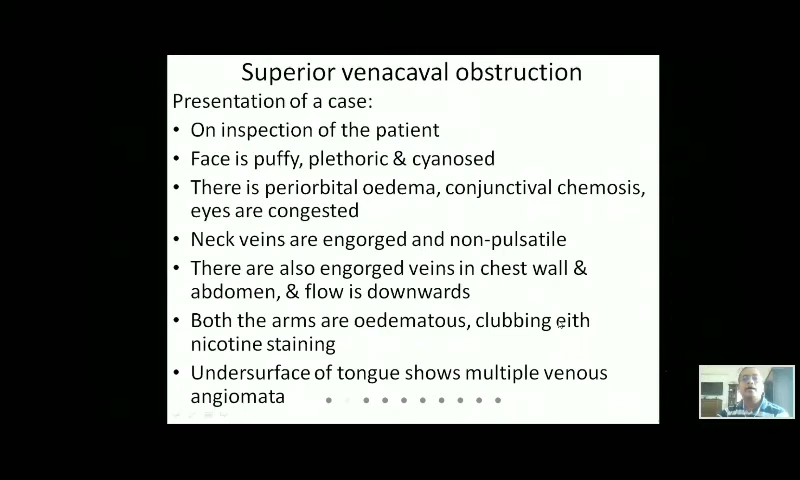 Superior venacaval obstruction
Presentation of a case:
• On inspection of the patient
• Face is puffy, plethoric & cyanosed
• There is periorbital oedema, conjunctival chemosis,
eyes are congested
• Neck veins are engorged and non-pulsatile
• There are also engorged veins in chest wall &
abdomen, & flow is downwards
• Both the arms are oedematous, clubbing eith
nicotine staining
• Undersurface of tongue shows multiple venous
angiomata